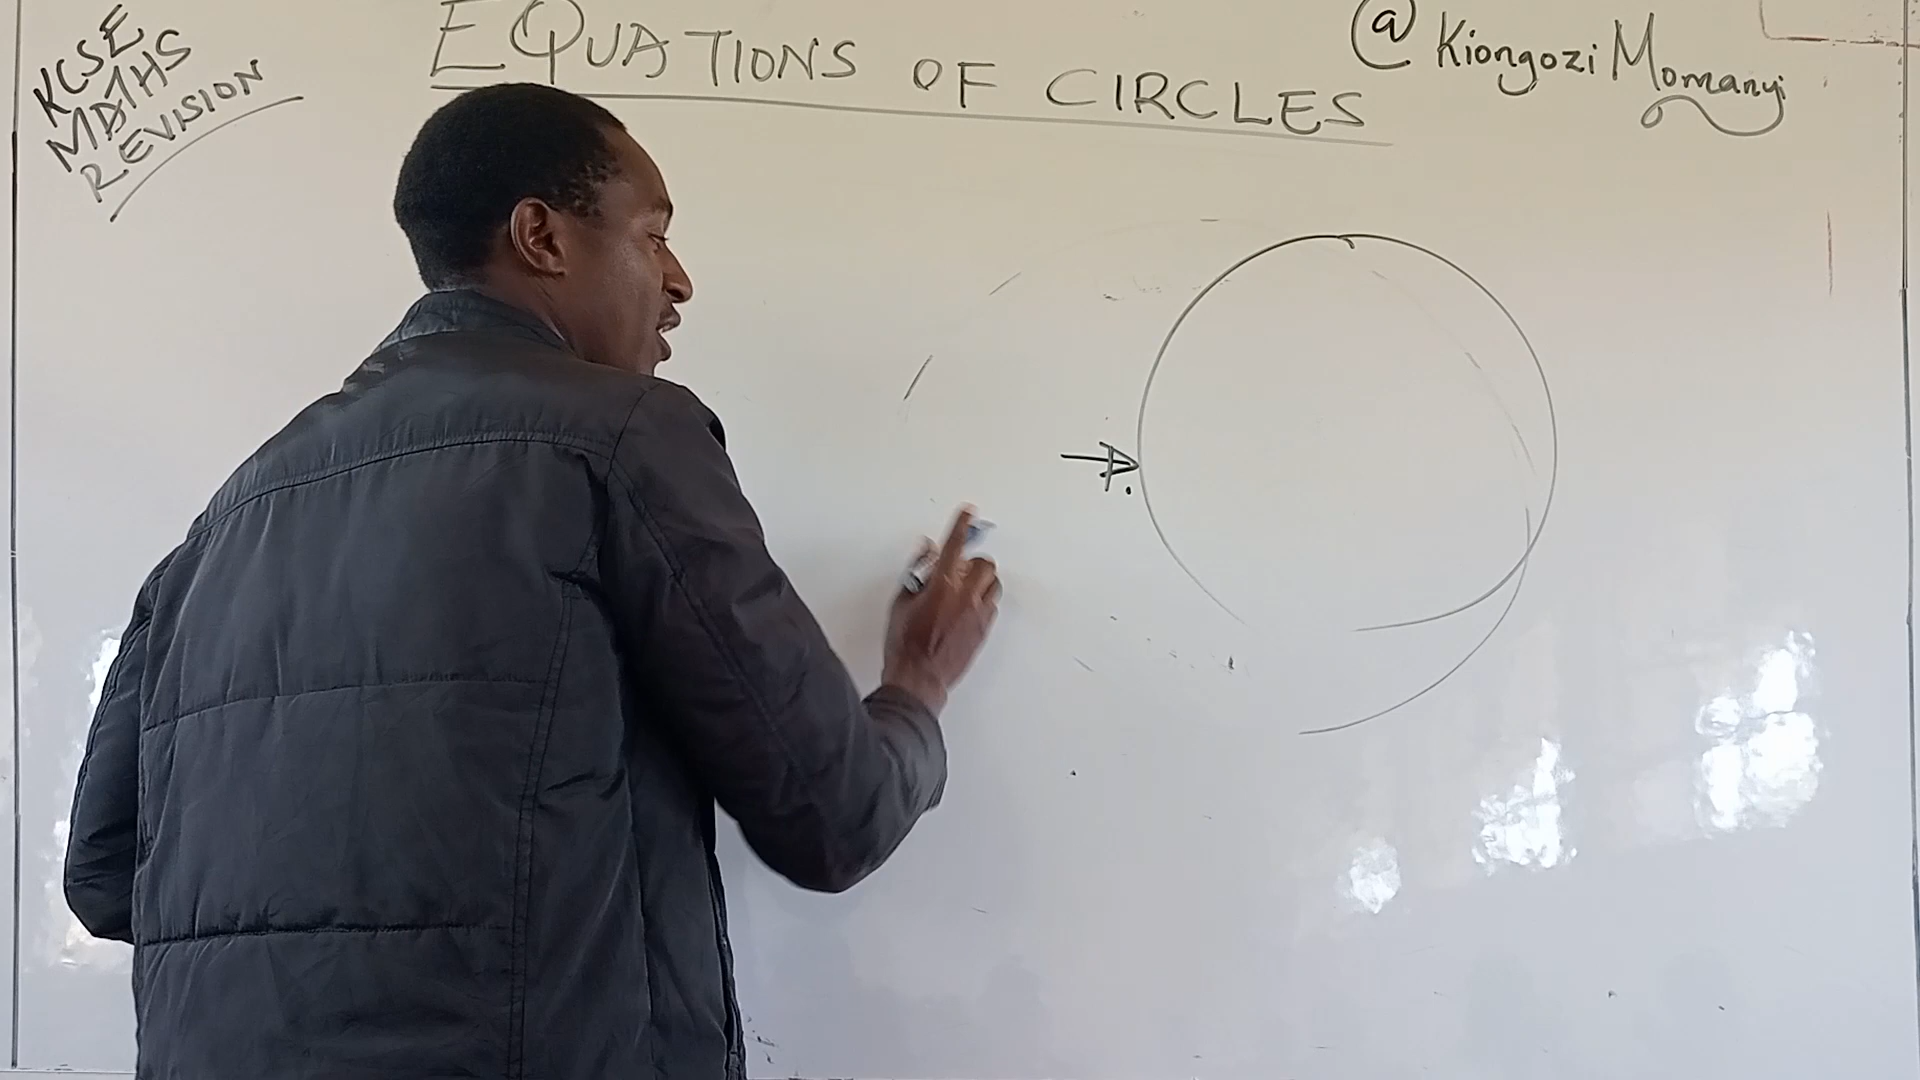 KCSE
MATHS
REVISION
EQUATIONS OF CIRCLES
@ Kiongozi Momanyi
P.